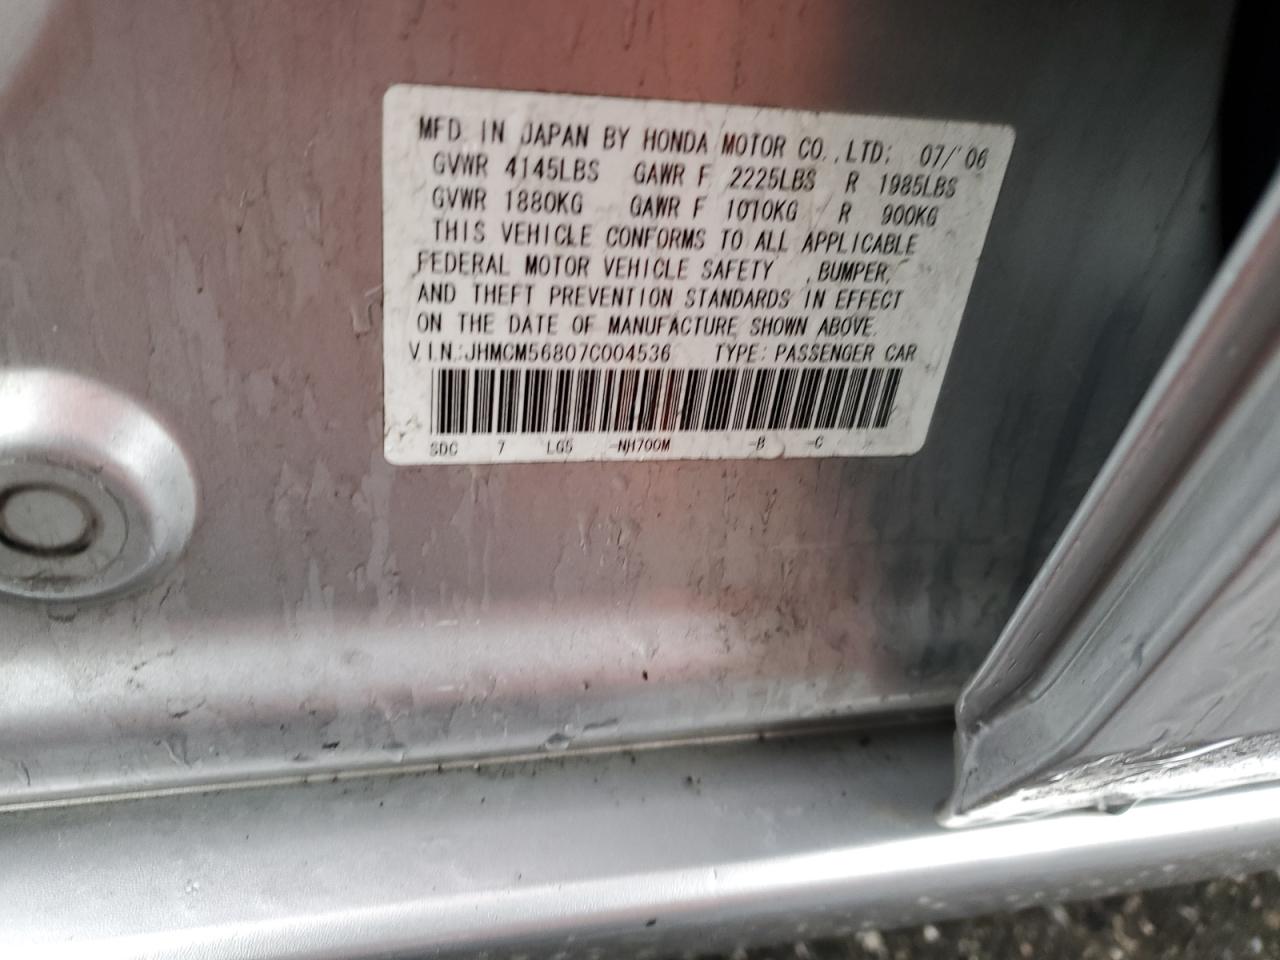 MFD. IN JAPAN BY HONDA MOTOR CO., LTD: 07/'06
GVWR 4145LBS GAWR F 2225LBS R 1985LBS
GVWR 1880KG GAWR F 1010KG R 900KG
THIS VEHICLE CONFORMS TO ALL APPLICABLE
FEDERAL MOTOR VEHICLE SAFETY , BUMPER,
AND THEFT PREVENTION STANDARDS IN EFFECT
ON THE DATE OF MANUFACTURE SHOWN ABOVE.
V.I.N.:JHMCM56807C004536 TYPE: PASSENGER CAR
SDC 7 LG5 -NH700M -B -C -